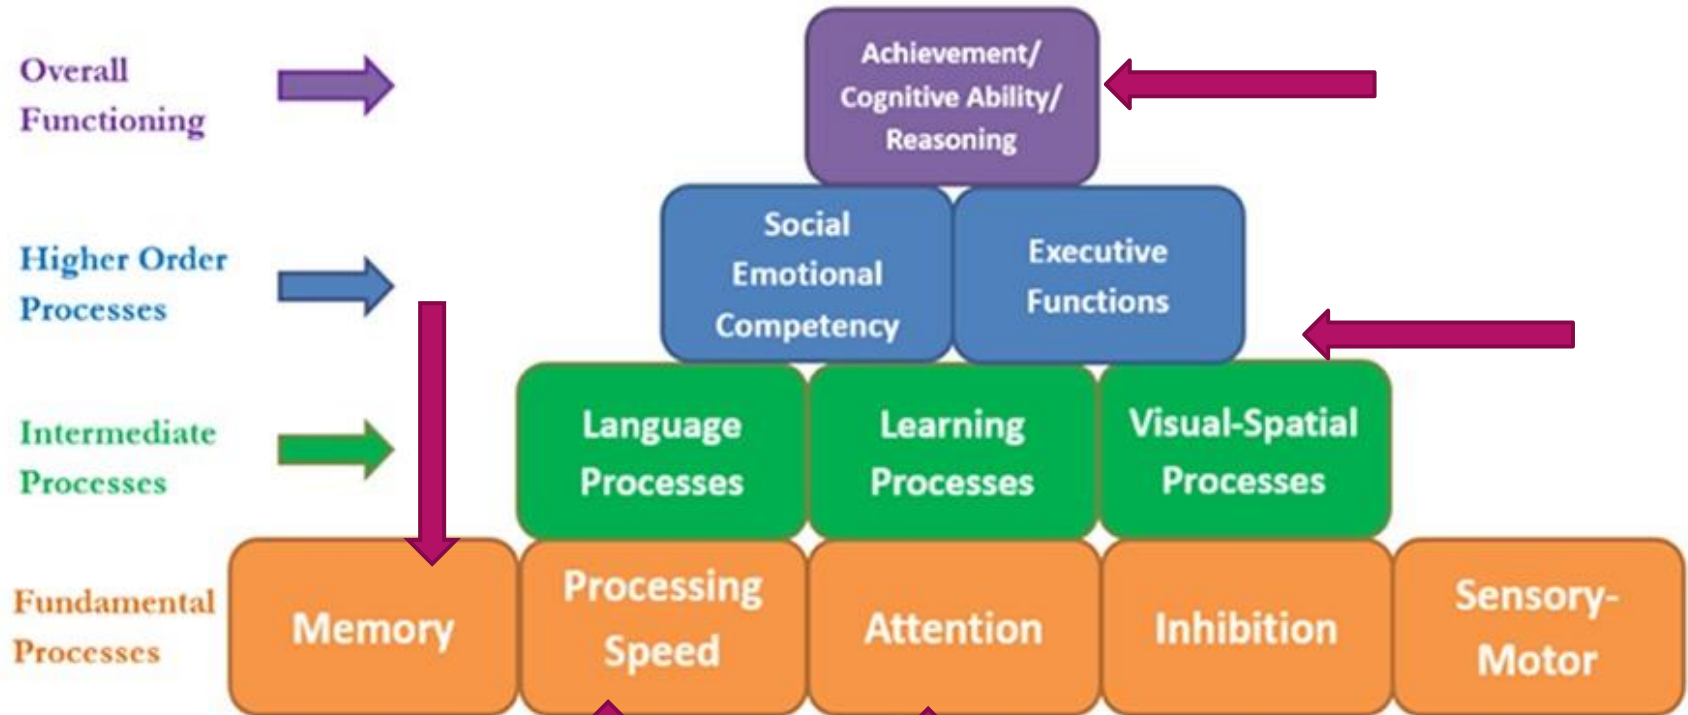 Overall
Functioning
Achievement/
Cognitive Ability/
Reasoning
Higher Order
Processes
Social
Emotional
Competency
Executive
Functions
Intermediate
Processes
Language
Processes
Learning
Processes
Visual-Spatial
Processes
Fundamental
Processes
Memory
Processing
Speed
Attention
Inhibition
Sensory-
Motor